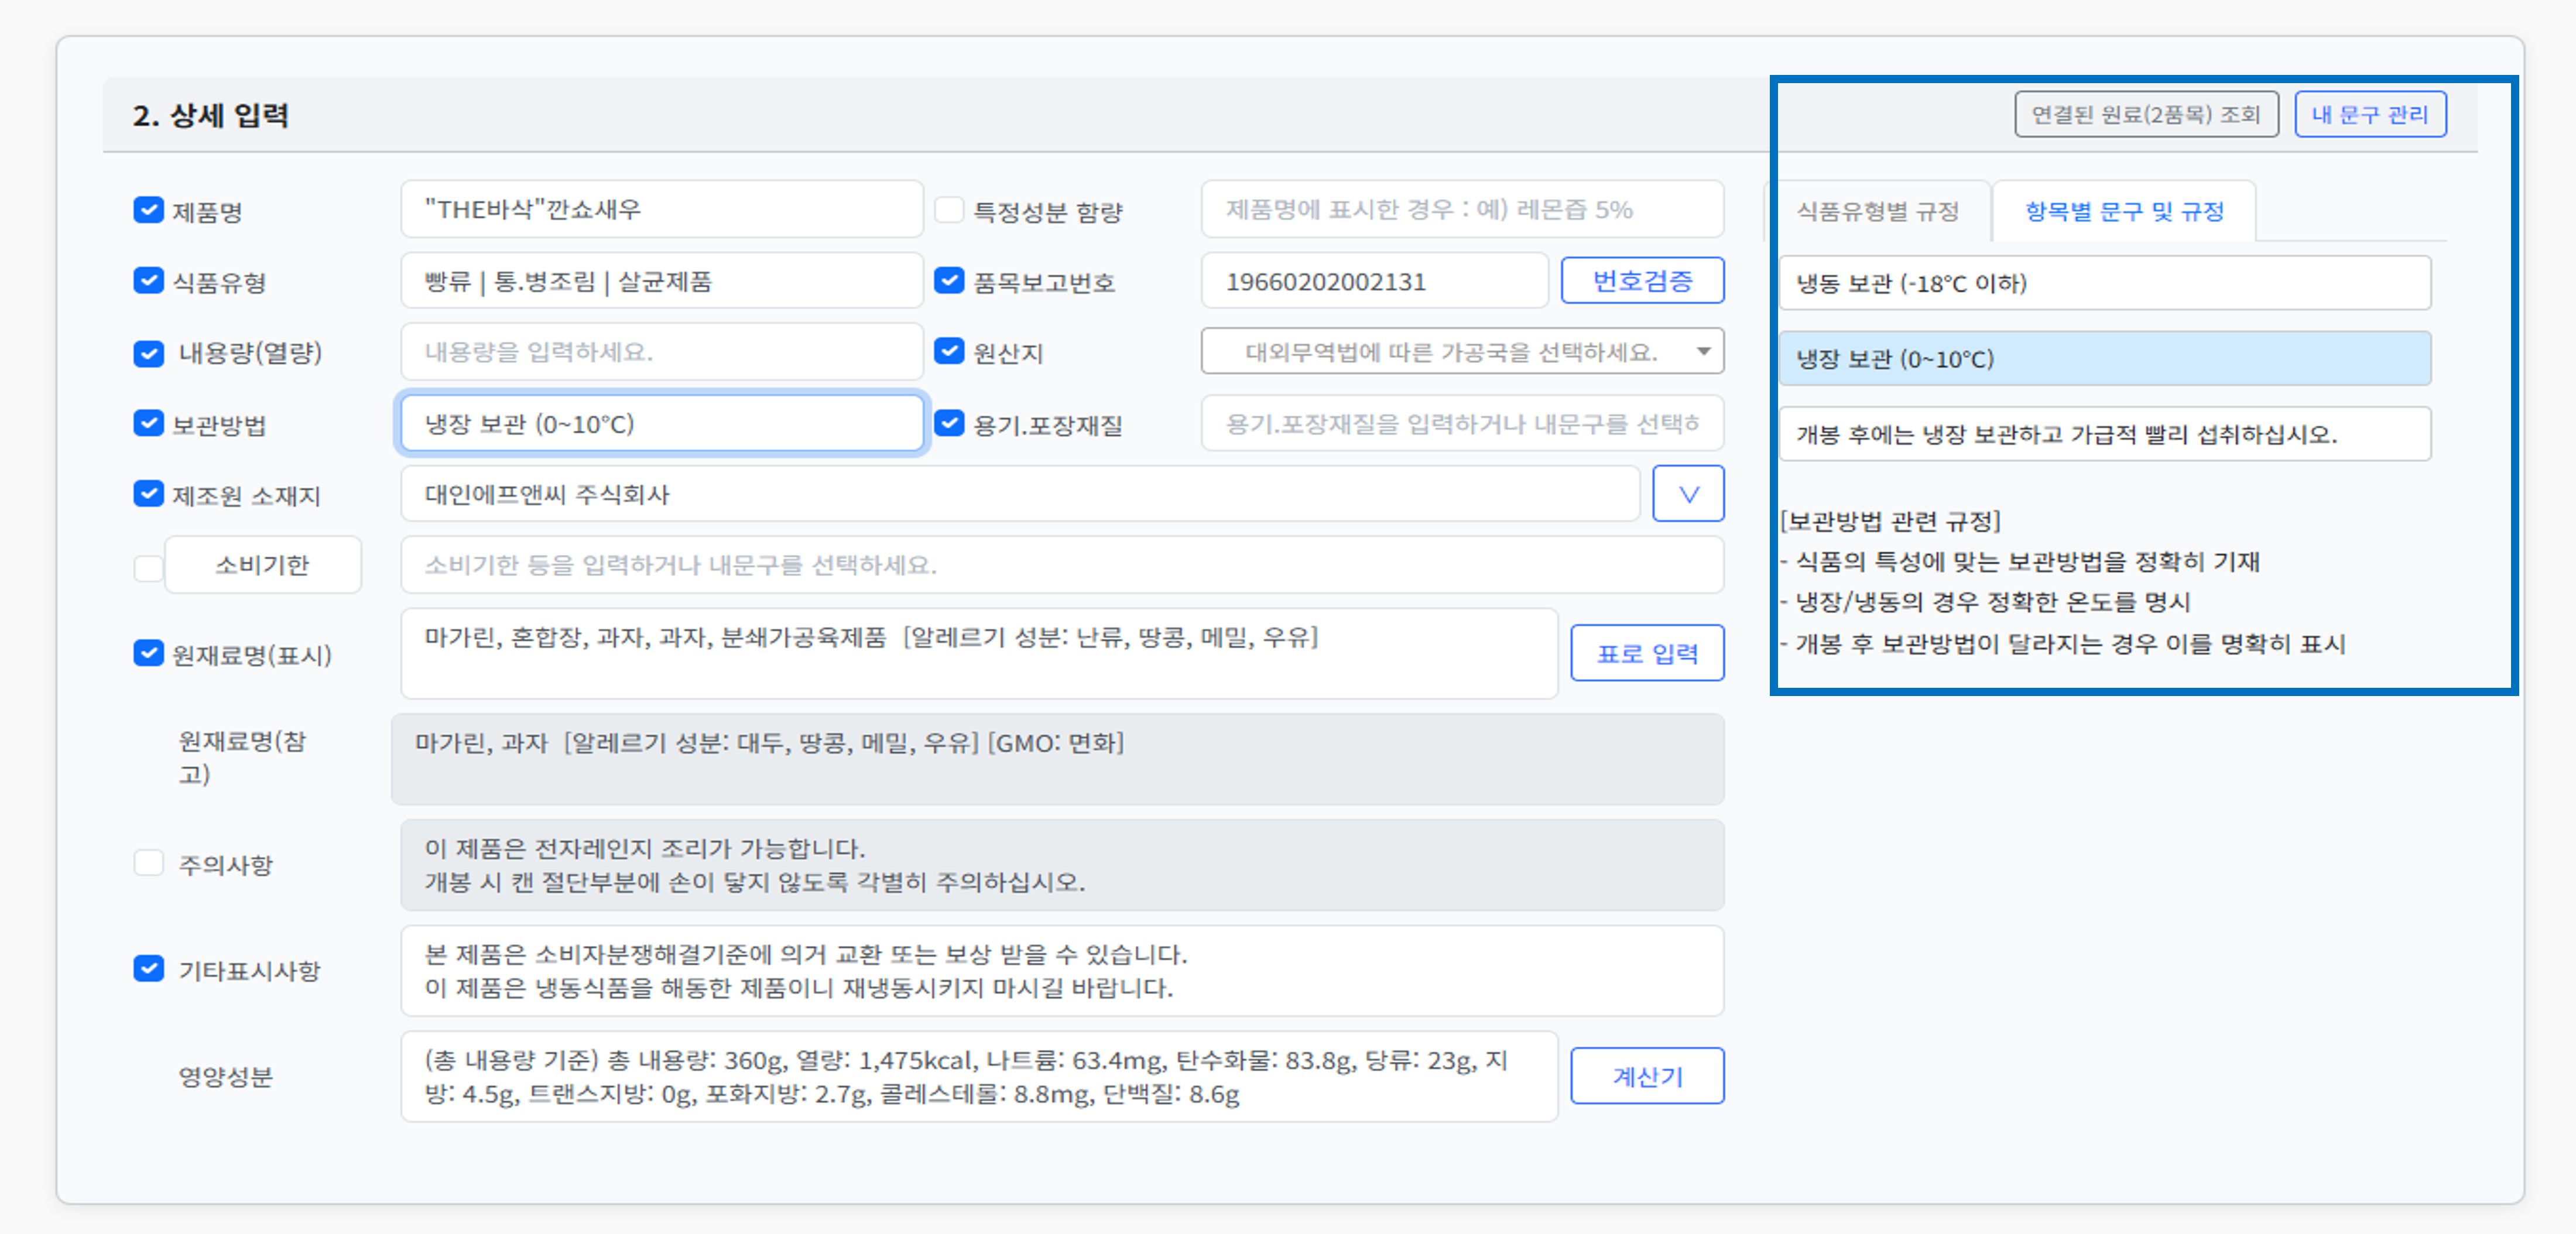 2. 상세 입력
연결된 원료(2품목) 조회
내 문구 관리
제품명
"THE바삭"깐쇼새우
특정성분 함량
제품명에 표시한 경우 : 예) 레몬즙 5%
식품유형
빵류 | 통.병조림 | 살균제품
품목보고번호
19660202002131
번호검증
내용량(열량)
내용량을 입력하세요.
원산지
대외무역법에 따른 가공국을 선택하세요.
보관방법
냉장 보관 (0~10℃)
용기.포장재질
용기.포장재질을 입력하거나 내문구를 선택ㅎ
제조원 소재지
대인에프앤씨 주식회사
소비기한
소비기한 등을 입력하거나 내문구를 선택하세요.
원재료명(표시)
마가린, 혼합장, 과자, 과자, 분쇄가공육제품 [알레르기 성분: 난류, 땅콩, 메밀, 우유]
표로 입력
원재료명(참
고)
마가린, 과자 [알레르기 성분: 대두, 땅콩, 메밀, 우유] [GMO: 면화]
주의사항
이 제품은 전자레인지 조리가 가능합니다.
개봉 시 캔 절단부분에 손이 닿지 않도록 각별히 주의하십시오.
기타표시사항
본 제품은 소비자분쟁해결기준에 의거 교환 또는 보상 받을 수 있습니다.
이 제품은 냉동식품을 해동한 제품이니 재냉동시키지 마시길 바랍니다.
영양성분
(총 내용량 기준) 총 내용량: 360g, 열량: 1,475kcal, 나트륨: 63.4mg, 탄수화물: 83.8g, 당류: 23g, 지
방: 4.5g, 트랜스지방: 0g, 포화지방: 2.7g, 콜레스테롤: 8.8mg, 단백질: 8.6g
계산기
식품유형별 규정
항목별 문구 및 규정
냉동 보관 (-18℃ 이하)
냉장 보관 (0~10℃)
개봉 후에는 냉장 보관하고 가급적 빨리 섭취하십시오.
[보관방법 관련 규정]
- 식품의 특성에 맞는 보관방법을 정확히 기재
- 냉장/냉동의 경우 정확한 온도를 명시
- 개봉 후 보관방법이 달라지는 경우 이를 명확히 표시